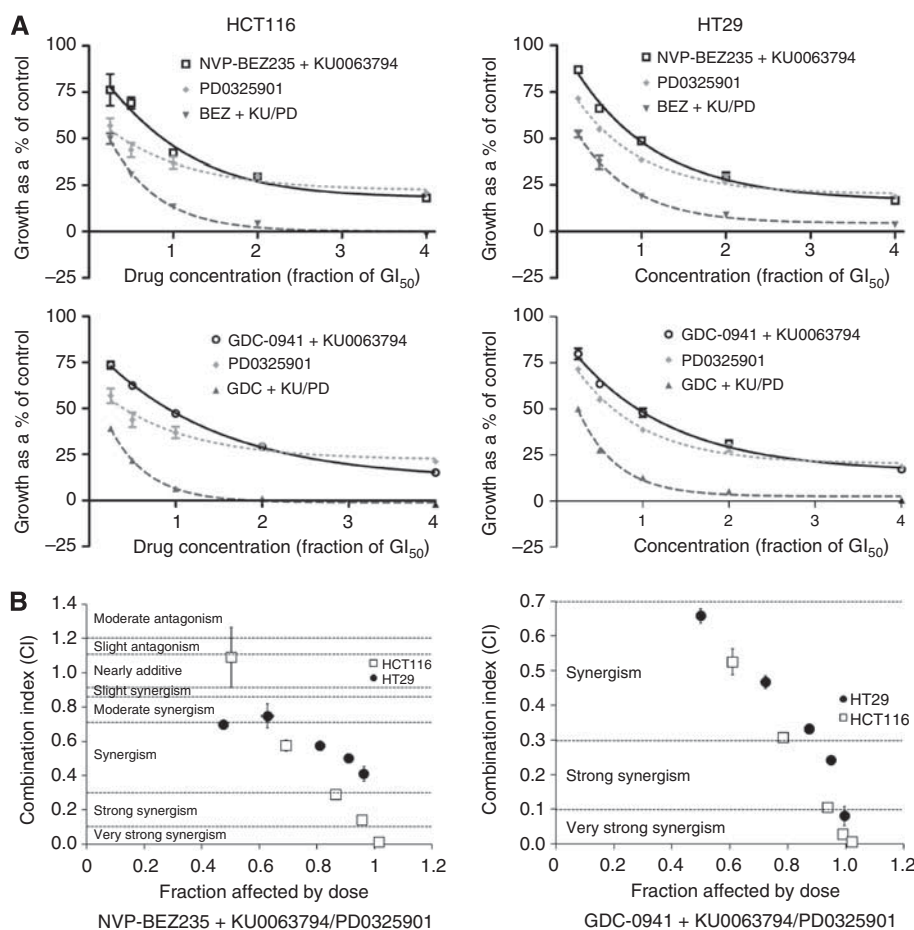 A
HCT116
HT29
Growth as a % of control
100
75
50
25
0
–25
NVP-BEZ235 + KU0063794
PD0325901
BEZ + KU/PD
1 2 3 4
Drug concentration (fraction of GI50)
Growth as a % of control
100
75
50
25
0
–25
NVP-BEZ235 + KU0063794
PD0325901
BEZ + KU/PD
1 2 3 4
Concentration (fraction of GI50)
Growth as a % of control
100
75
50
25
0
–25
GDC-0941 + KU0063794
PD0325901
GDC + KU/PD
1 2 3 4
Drug concentration (fraction of GI50)
Growth as a % of control
100
75
50
25
0
–25
GDC-0941 + KU0063794
PD0325901
GDC + KU/PD
1 2 3 4
Concentration (fraction of GI50)
B
Combination index (CI)
1.4
1.2
1.0
0.8
0.6
0.4
0.2
0.0
Moderate antagonism
Slight antagonism
Nearly additive
Slight synergism
Moderate synergism
Synergism
Strong synergism
Very strong synergism
HCT116
HT29
0 0.2 0.4 0.6 0.8 1.0 1.2
Fraction affected by dose
NVP-BEZ235 + KU0063794/PD0325901
Combination index (CI)
0.7
0.6
0.5
0.4
0.3
0.2
0.1
0.0
Synergism
Strong synergism
Very strong synergism
HT29
HCT116
0 0.2 0.4 0.6 0.8 1.0 1.2
Fraction affected by dose
GDC-0941 + KU0063794/PD0325901